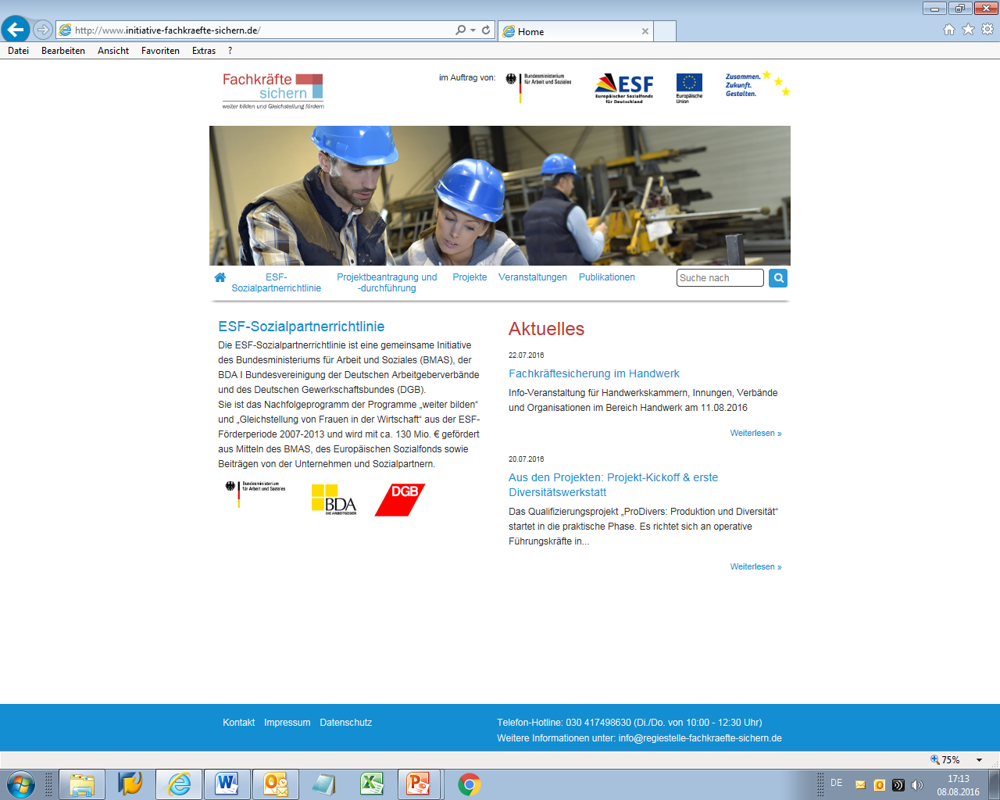 http://www.initiative-fachkraefte-sichern.de/
Home
Datei Bearbeiten Ansicht Favoriten Extras ?
Fachkräfte
sichern
weiter bilden und Gleichstellung fördern
im Auftrag von:
Bundesministerium
für Arbeit und Soziales
ESF
Europäischer Sozialfonds
für Deutschland
Europäische
Union
Zusammen.
Zukunft.
Gestalten.
ESF-
Sozialpartnerrichtlinie
Projektbeantragung und
-durchführung
Projekte
Veranstaltungen
Publikationen
Suche nach
ESF-Sozialpartnerrichtlinie
Die ESF-Sozialpartnerrichtlinie ist eine gemeinsame Initiative
des Bundesministeriums für Arbeit und Soziales (BMAS), der
BDA I Bundesvereinigung der Deutschen Arbeitgeberverbände
und des Deutschen Gewerkschaftsbundes (DGB).
Sie ist das Nachfolgeprogramm der Programme „weiter bilden“
und „Gleichstellung von Frauen in der Wirtschaft“ aus der ESF-
Förderperiode 2007-2013 und wird mit ca. 130 Mio. € gefördert
aus Mitteln des BMAS, des Europäischen Sozialfonds sowie
Beiträgen von der Unternehmen und Sozialpartnern.
Bundesministerium
für Arbeit und Soziales
BDA
DIE ARBEITGEBER
DGB
Aktuelles
22.07.2016
Fachkräftesicherung im Handwerk
Info-Veranstaltung für Handwerkskammern, Innungen, Verbände
und Organisationen im Bereich Handwerk am 11.08.2016
Weiterlesen »
20.07.2016
Aus den Projekten: Projekt-Kickoff & erste
Diversitätswerkstatt
Das Qualifizierungsprojekt „ProDivers: Produktion und Diversität“
startet in die praktische Phase. Es richtet sich an operative
Führungskräfte in...
Weiterlesen »
Kontakt Impressum Datenschutz
Telefon-Hotline: 030 417498630 (Di./Do. von 10:00 - 12:30 Uhr)
Weitere Informationen unter: info@regiestelle-fachkraefte-sichern.de
75%
DE
17:13
08.08.2016